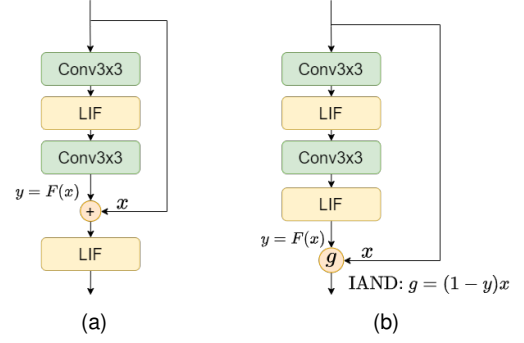 Conv3x3
LIF
Conv3x3
y = F(x)
x
+
LIF
(a)
Conv3x3
LIF
Conv3x3
LIF
y = F(x)
x
g
IAND: g = (1 − y)x
(b)